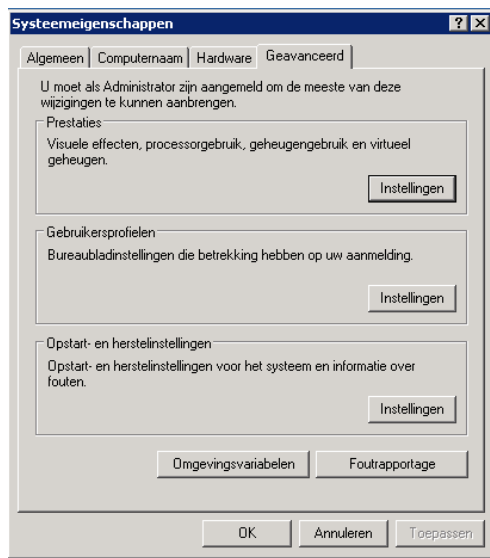 Systeemeigenschappen
Algemeen Computernaam Hardware Geavanceerd
U moet als Administrator zijn aangemeld om de meeste van deze
wijzigingen te kunnen aanbrengen.
Prestaties
Visuele effecten, processorgebruik, geheugengebruik en virtueel
geheugen.
Instellingen
Gebruikersprofielen
Bureaubladinstellingen die betrekking hebben op uw aanmelding.
Instellingen
Opstart- en herstelinstellingen
Opstart- en herstelinstellingen voor het systeem en informatie over
fouten.
Instellingen
Omgevingsvariabelen Foutrapportage
OK Annuleren Toepassen